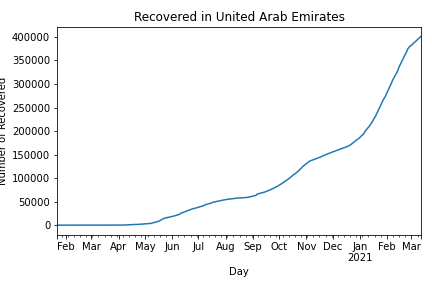 Recovered in United Arab Emirates
400000
350000
300000
250000
200000
150000
100000
50000
0
Number of Recovered
Feb Mar Apr May Jun Jul Aug Sep Oct Nov Dec Jan Feb Mar
2021
Day